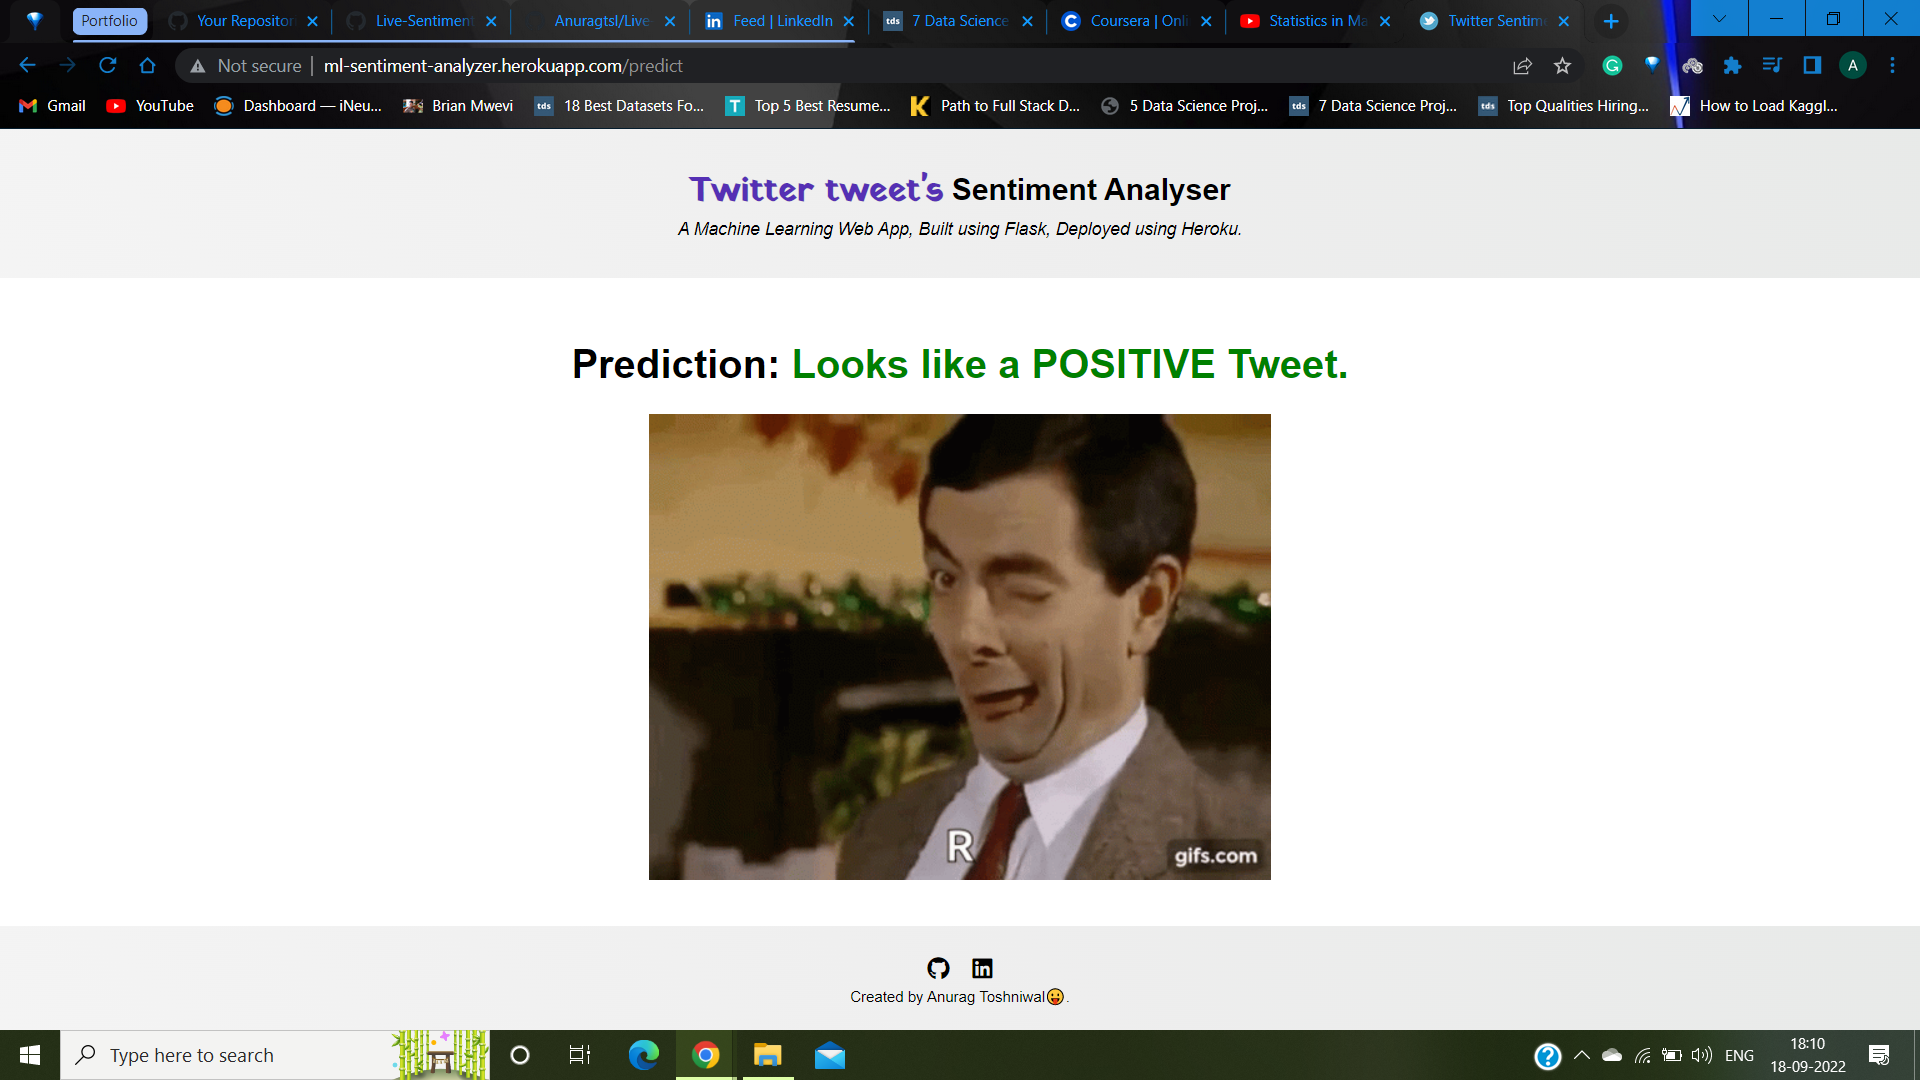 Portfolio
Your Repositor
Live-Sentiment
Anuragtsl/Live
Feed | LinkedIn
7 Data Science
Coursera | Onli
Statistics in Ma
Twitter Sentim
Not secure
ml-sentiment-analyzer.herokuapp.com/predict
A
Gmail
YouTube
Dashboard — iNeu...
Brian Mwevi
tds
18 Best Datasets Fo...
Top 5 Best Resume...
Path to Full Stack D...
5 Data Science Proj...
tds
7 Data Science Proj...
tds
Top Qualities Hiring...
How to Load Kaggl...
Twitter tweet's Sentiment Analyser
A Machine Learning Web App, Built using Flask, Deployed using Heroku.
Prediction: Looks like a POSITIVE Tweet.
R
gifs.com
Created by Anurag Toshniwal😛.
Type here to search
ENG
18:10
18-09-2022